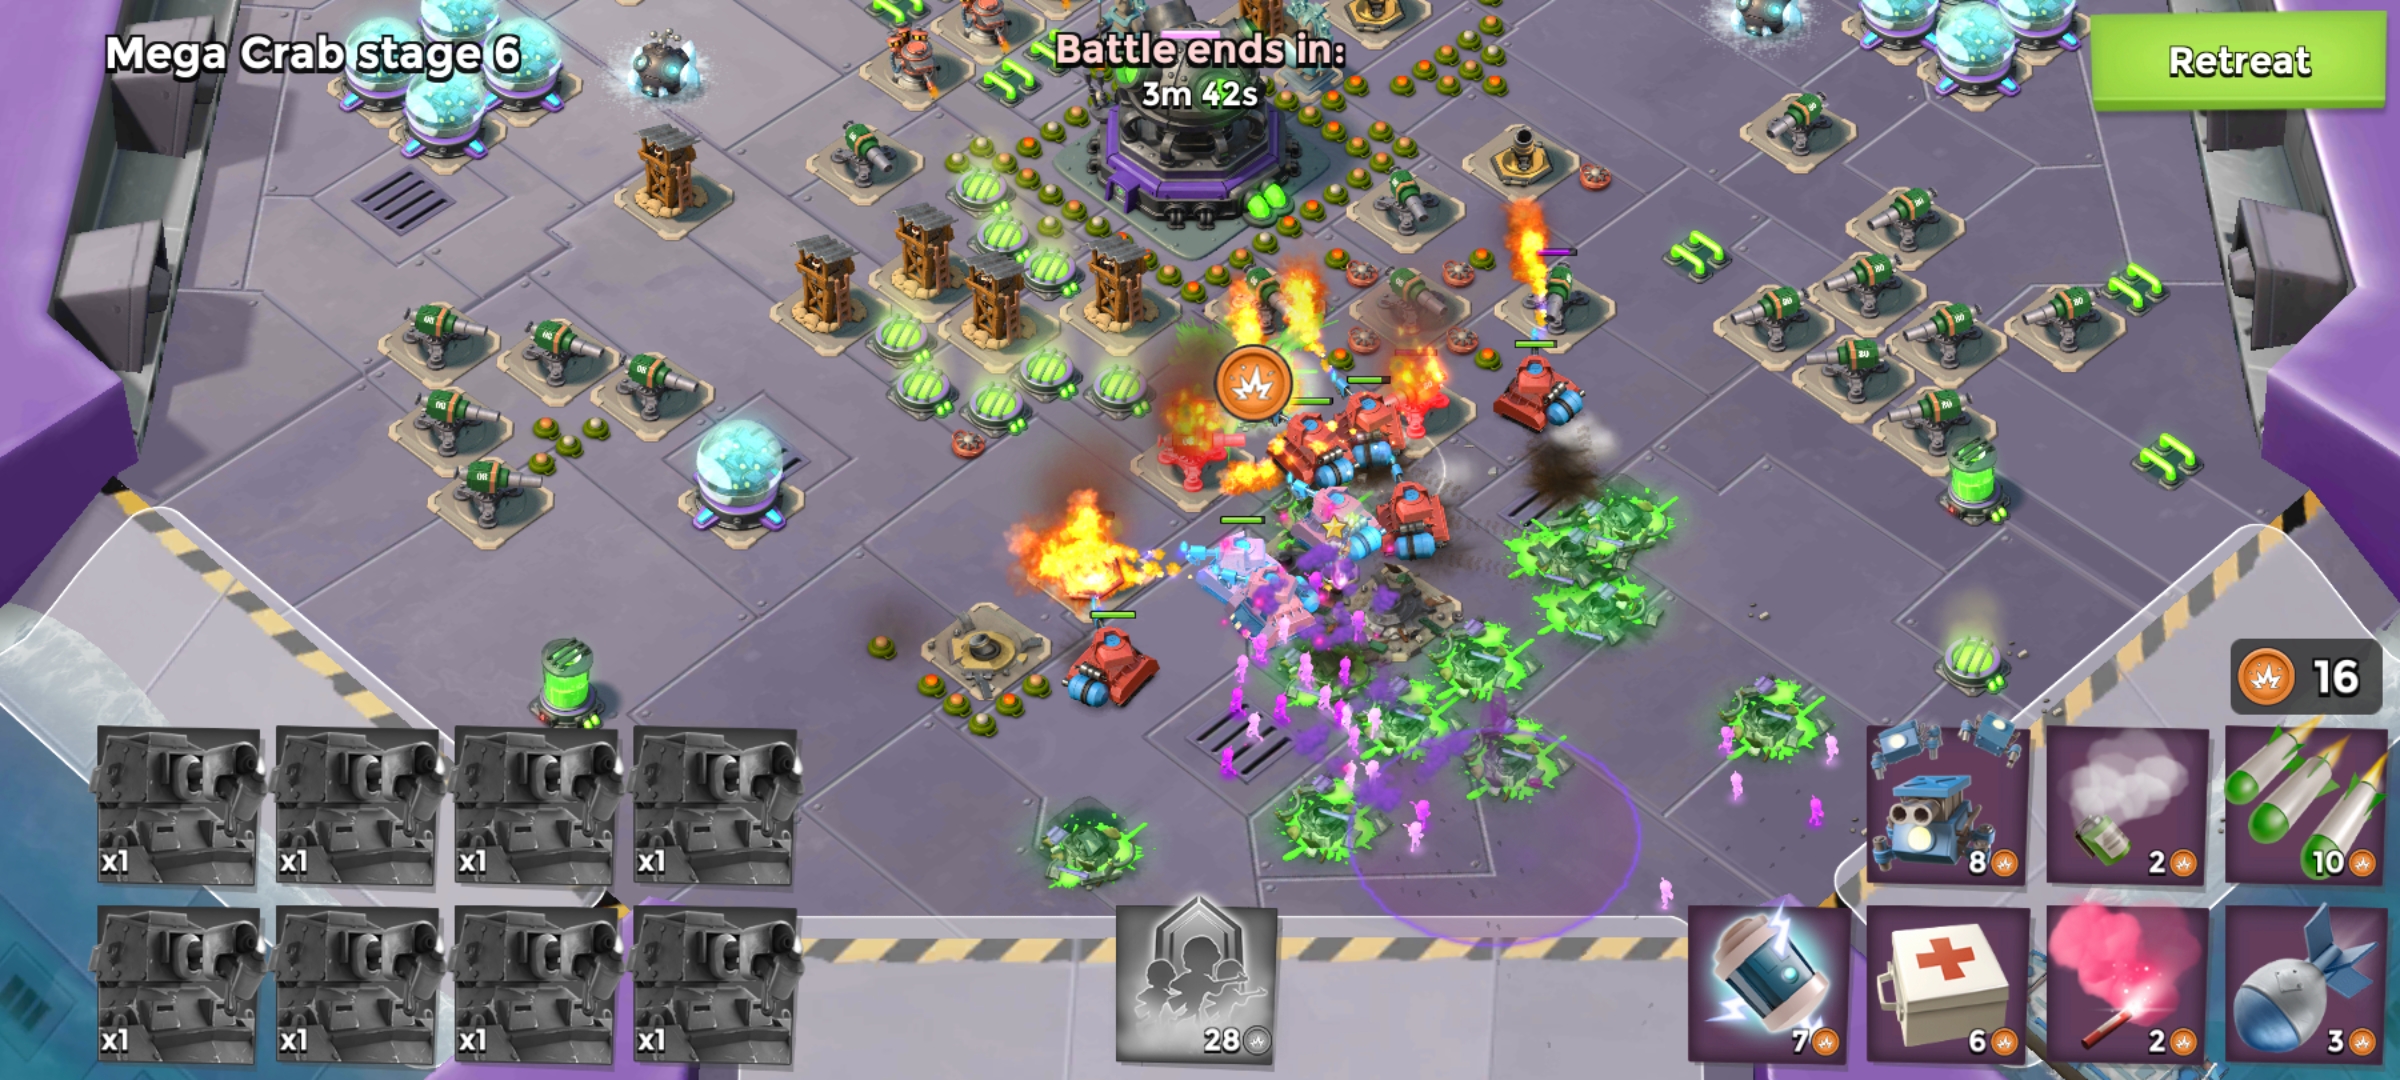 Mega Crab stage 6
Battle ends in:
3m 42s
Retreat
16
x1
x1
x1
x1
8
2
10
x1
x1
x1
x1
28
7
6
2
3